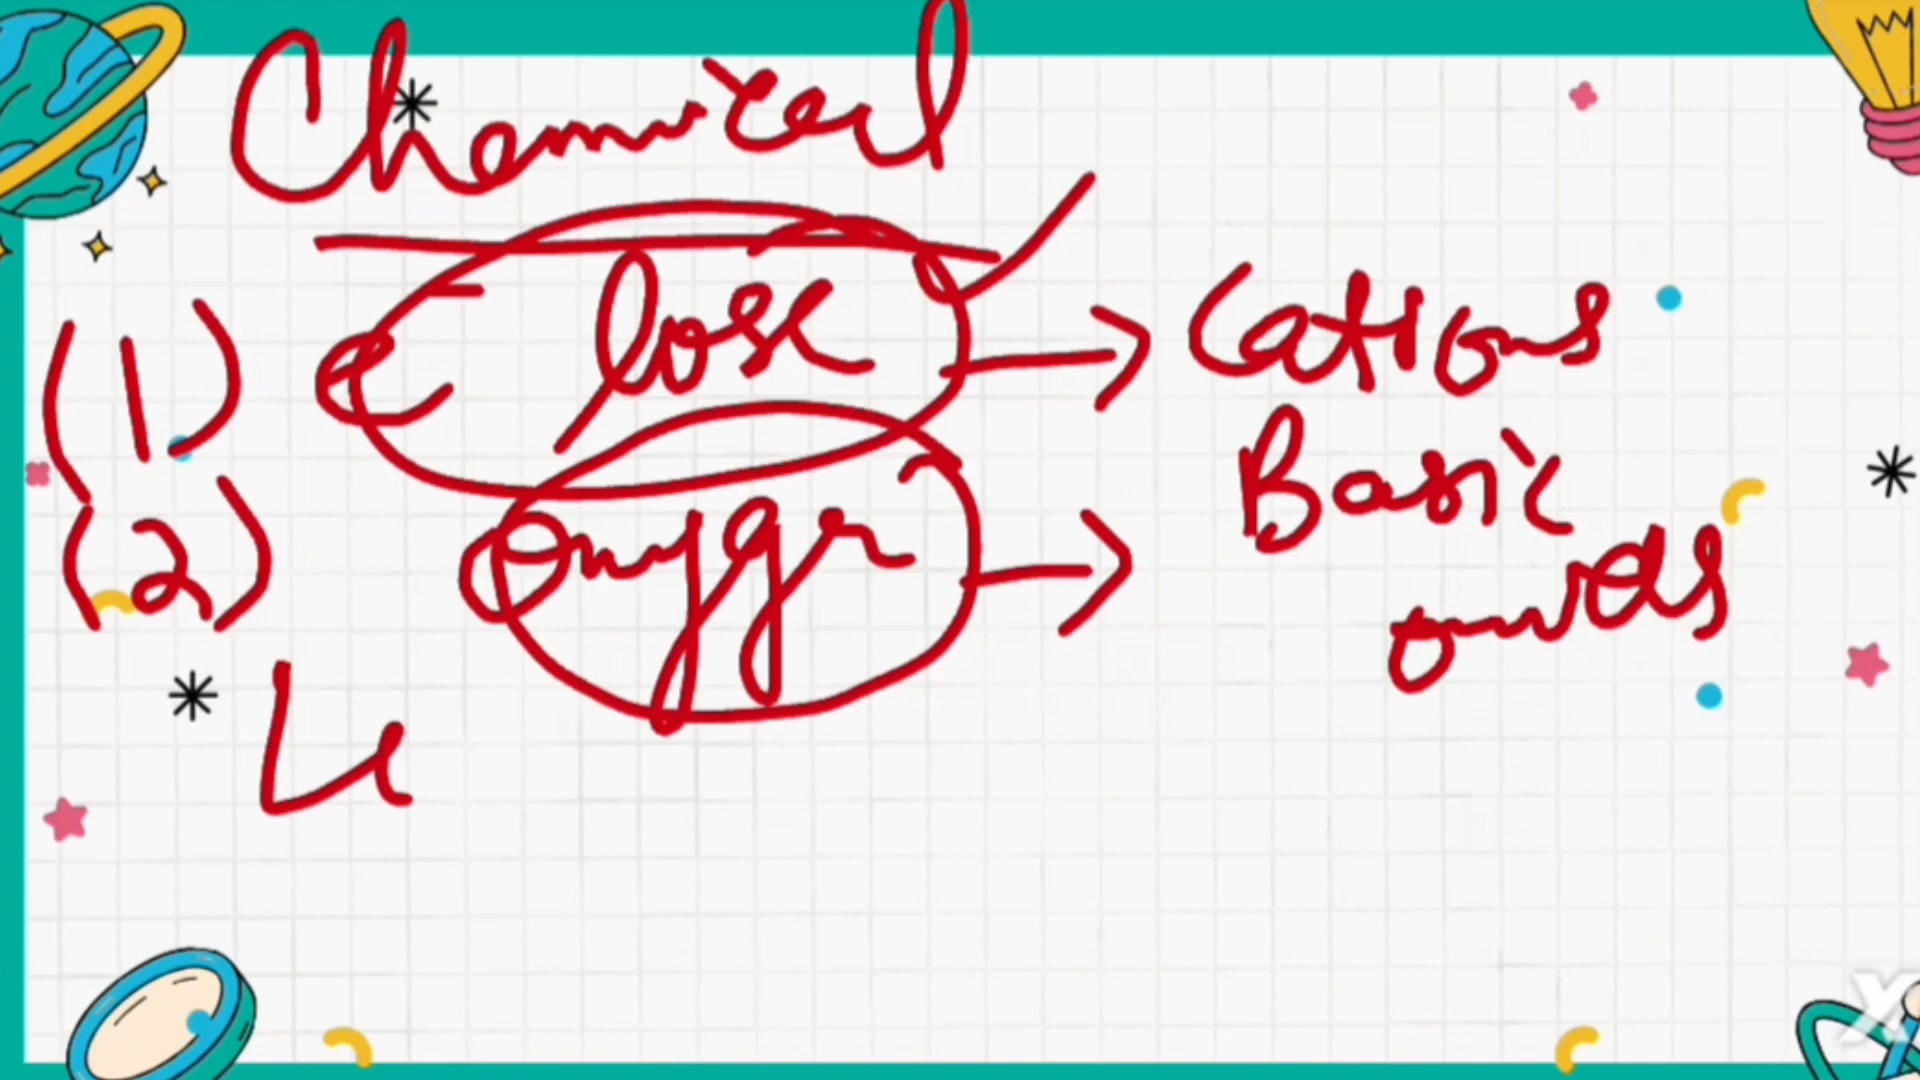 Chemical
(1) e⁻ lose → Cations
(2) oxygen → Basic
oxides